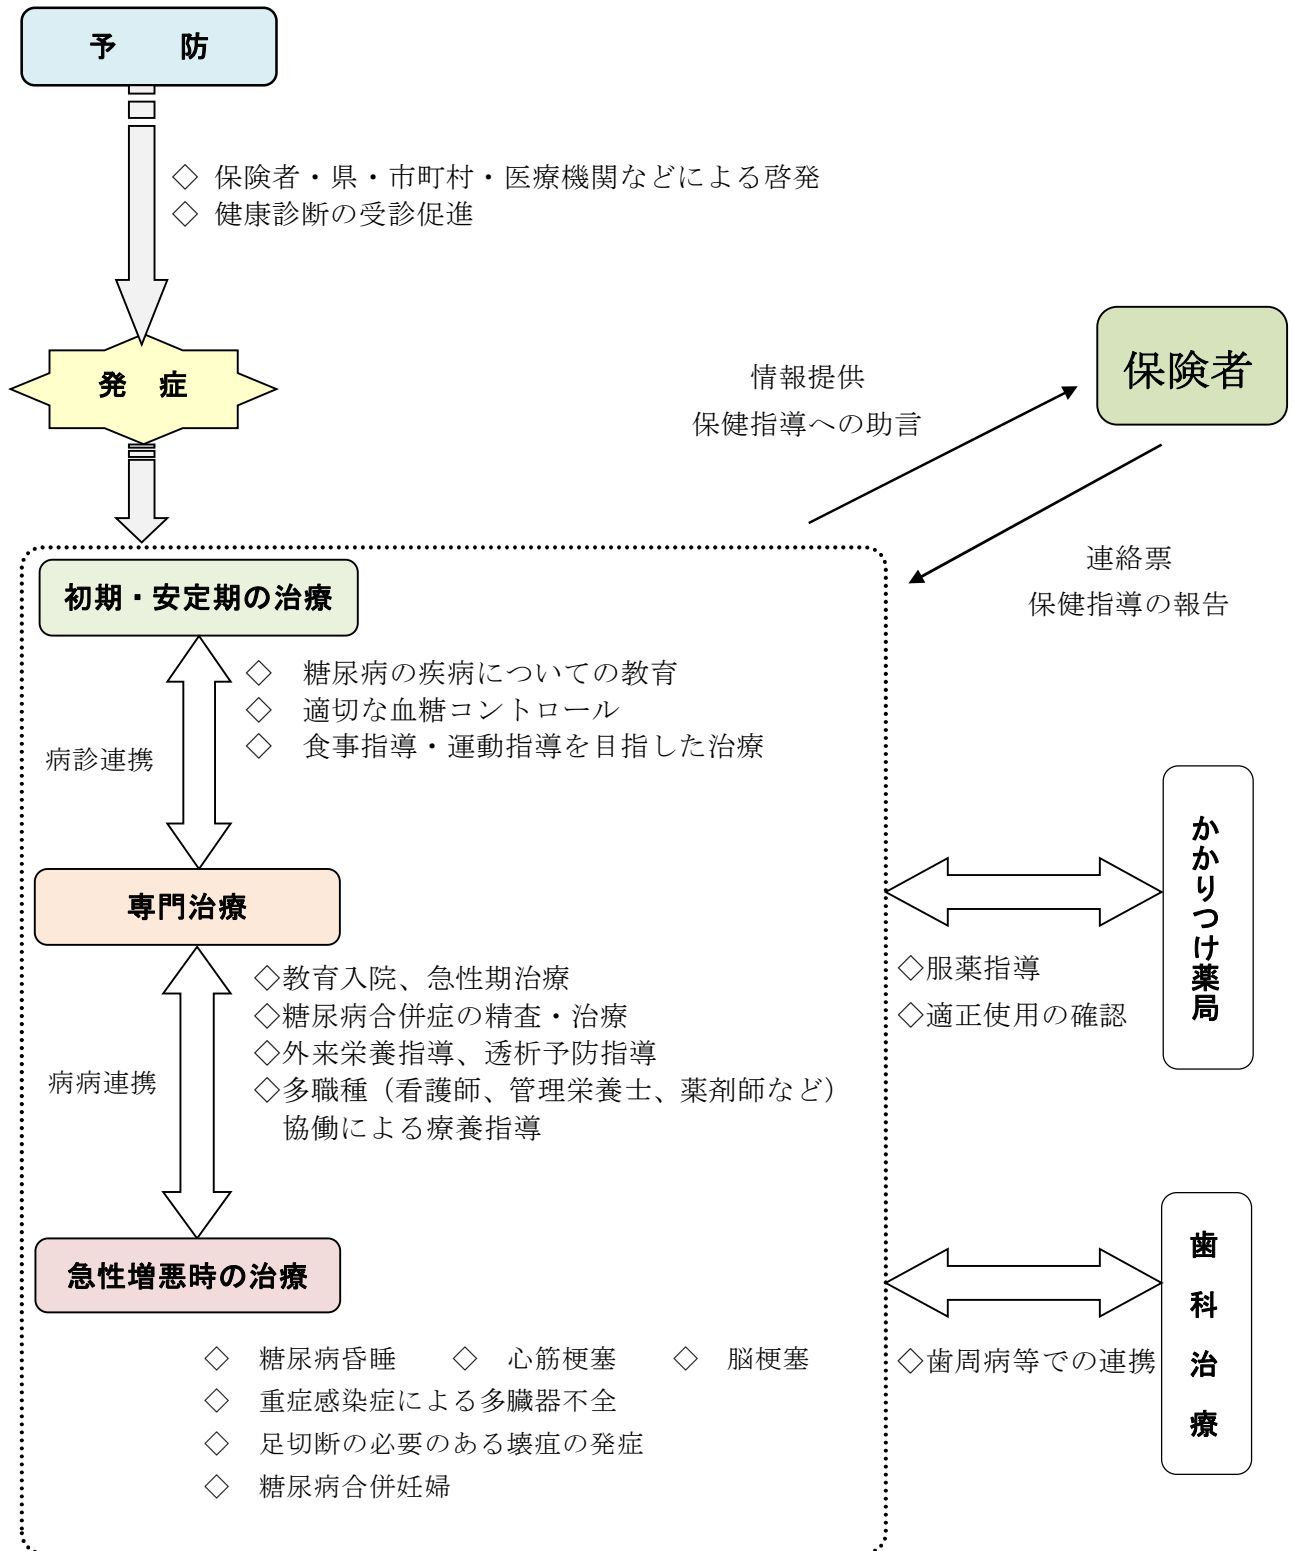 予　　防
◇ 保険者・県・市町村・医療機関などによる啓発
◇ 健康診断の受診促進
発　症
保険者
情報提供
保健指導への助言
連絡票
保健指導の報告
初期・安定期の治療
◇　糖尿病の疾病についての教育
◇　適切な血糖コントロール
◇　食事指導・運動指導を目指した治療
病診連携
専門治療
◇教育入院、急性期治療
◇糖尿病合併症の精査・治療
◇外来栄養指導、透析予防指導
◇多職種（看護師、管理栄養士、薬剤師など）
協働による療養指導
病病連携
かかりつけ薬局
◇服薬指導
◇適正使用の確認
急性増悪時の治療
◇　糖尿病昏睡　　◇　心筋梗塞　　◇　脳梗塞
◇　重症感染症による多臓器不全
◇　足切断の必要のある壊疽の発症
◇　糖尿病合併妊婦
歯科治療
◇歯周病等での連携